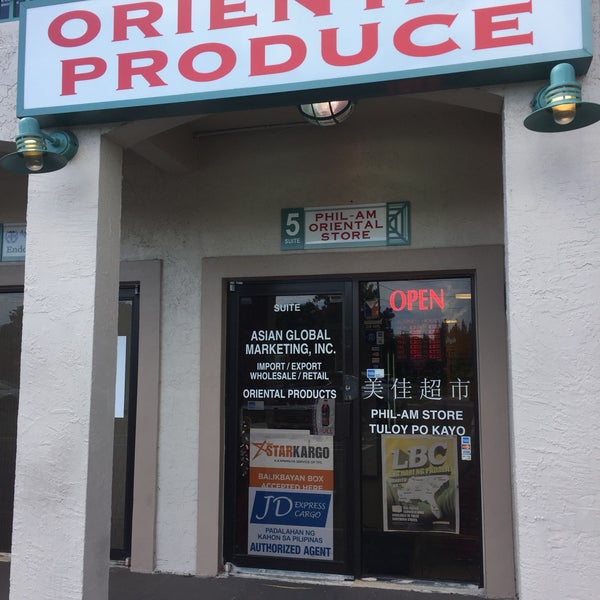 ORIENTAL
PRODUCE
5
SUITE
PHIL-AM
ORIENTAL
STORE
SUITE
ASIAN GLOBAL
MARKETING, INC.
IMPORT / EXPORT
WHOLESALE / RETAIL
ORIENTAL PRODUCTS
STARKARGO
BALIKBAYAN BOX
ACCEPTED HERE
JD EXPRESS
CARGO
PADALAHAN NG
KAHON SA PILIPINAS
AUTHORIZED AGENT
OPEN
美佳超市
PHIL-AM STORE
TULOY PO KAYO
LBC